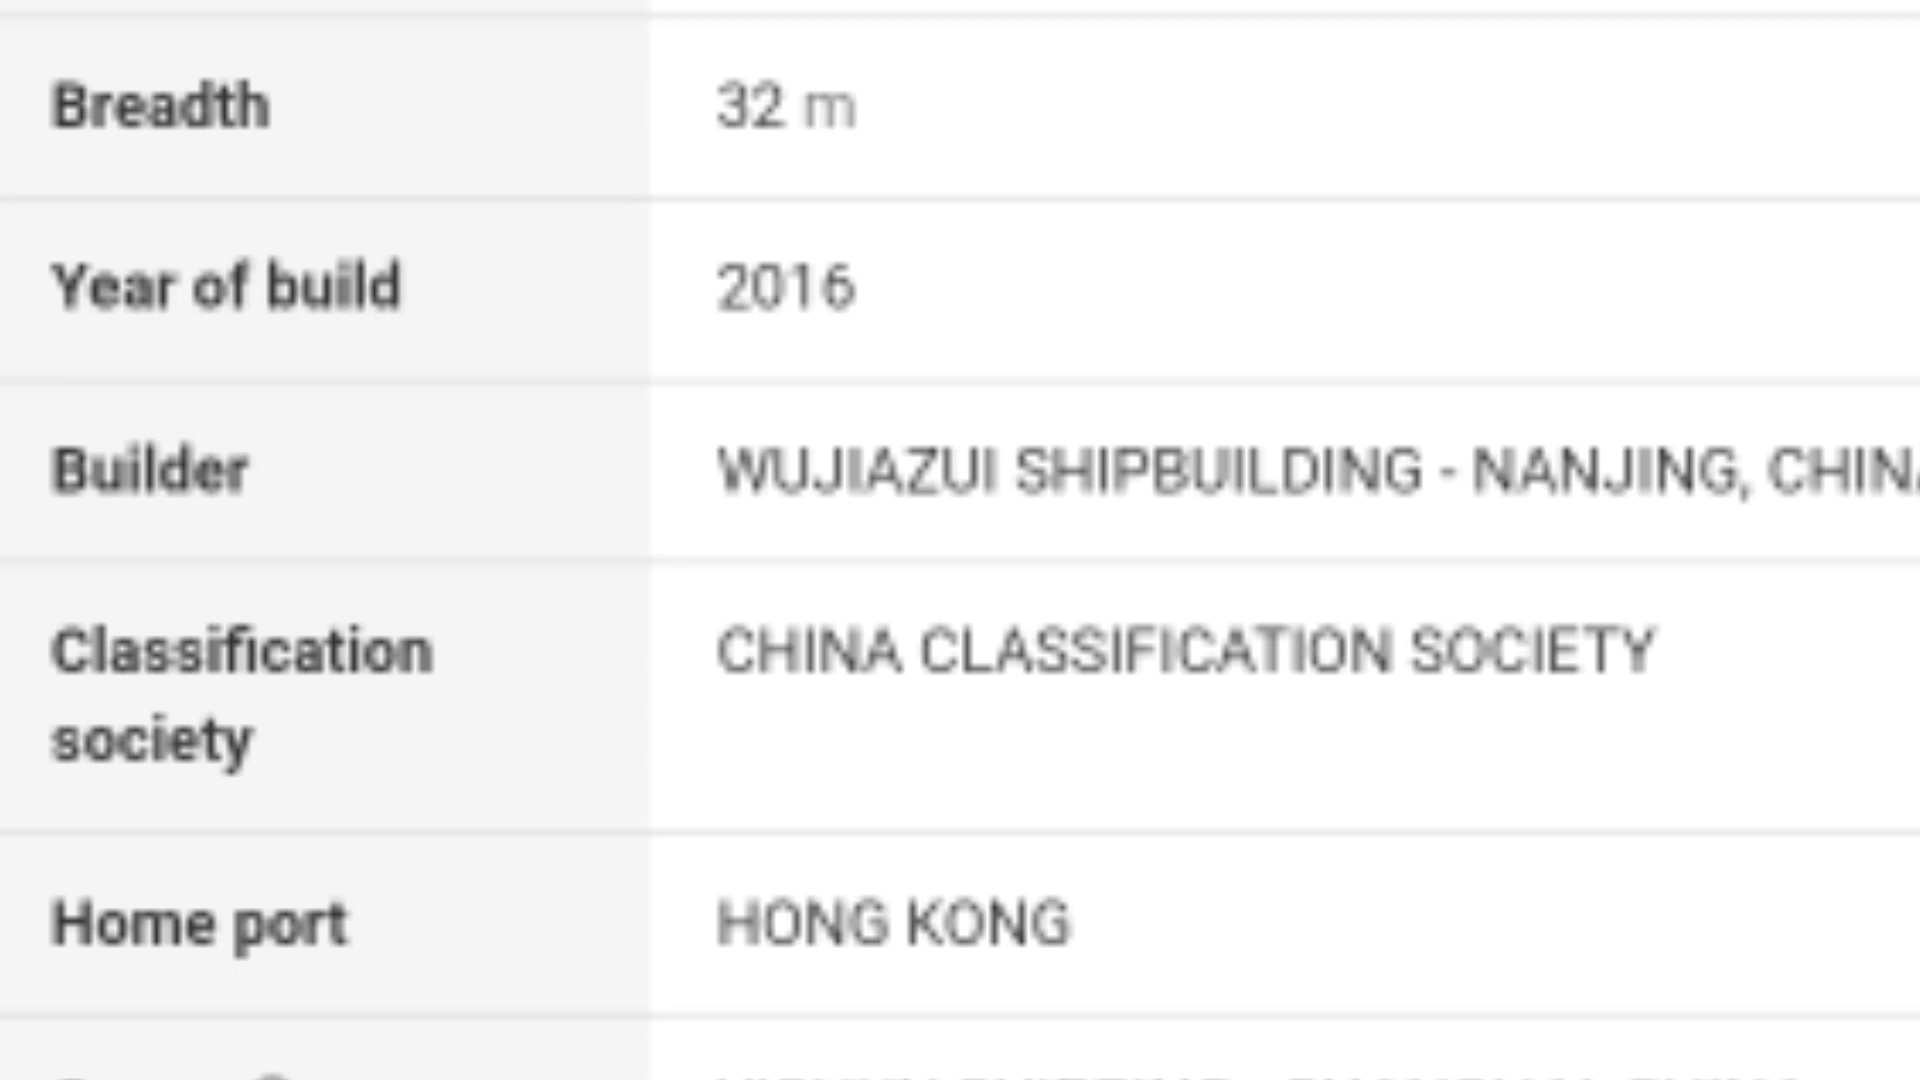 Breadth 32 m
Year of build 2016
Builder WUJIAZUI SHIPBUILDING - NANJING, CHINA
Classification CHINA CLASSIFICATION SOCIETY
society
Home port HONG KONG